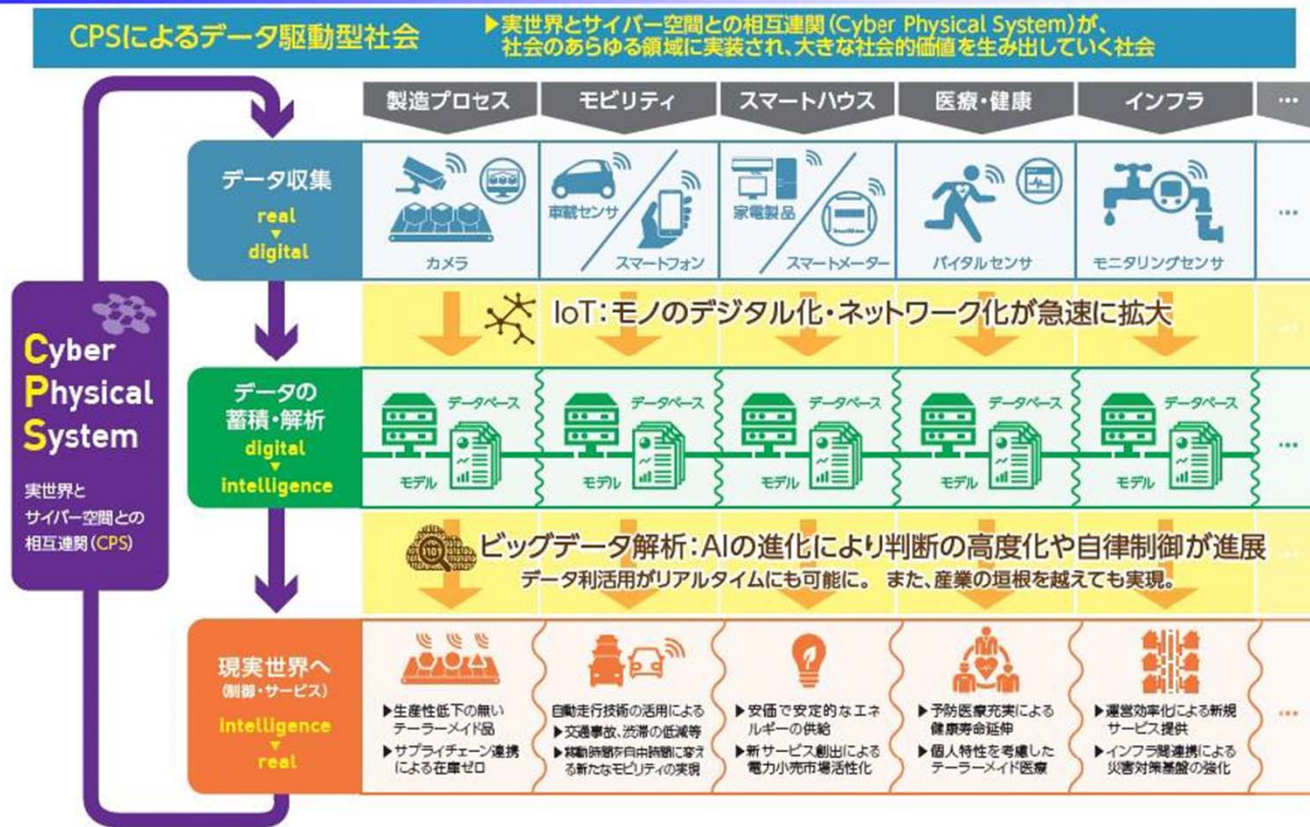 CPSによるデータ駆動型社会
▶実世界とサイバー空間との相互連関(Cyber Physical System)が、
社会のあらゆる領域に実装され、大きな社会的価値を生み出していく社会
製造プロセス
モビリティ
スマートハウス
医療・健康
インフラ
…
Cyber
Physical
System
実世界と
サイバー空間との
相互連関(CPS)
データ収集
real
▼
digital
カメラ
車載センサ
スマートフォン
家電製品
スマートメーター
バイタルセンサ
モニタリングセンサ
…
IoT:モノのデジタル化・ネットワーク化が急速に拡大
…
データの
蓄積・解析
digital
▼
intelligence
データベース
モデル
データベース
モデル
データベース
モデル
データベース
モデル
データベース
モデル
…
ビッグデータ解析:AIの進化により判断の高度化や自律制御が進展
データ利活用がリアルタイムにも可能に。 また、産業の垣根を越えても実現。
…
現実世界へ
(制御・サービス)
intelligence
▼
real
▶生産性低下の無い
テーラーメイド品
▶サプライチェーン連携
による在庫ゼロ
自動走行技術の活用による
▶交通事故、渋滞の低減等
▶移動時間を自由時間に変え
る新たなモビリティの実現
▶安価で安定的なエネ
ルギーの供給
▶新サービス創出による
電力小売市場活性化
▶予防医療充実による
健康寿命延伸
▶個人特性を考慮した
テーラーメイド医療
▶運営効率化による新規
サービス提供
▶インフラ間連携による
災害対策基盤の強化
…